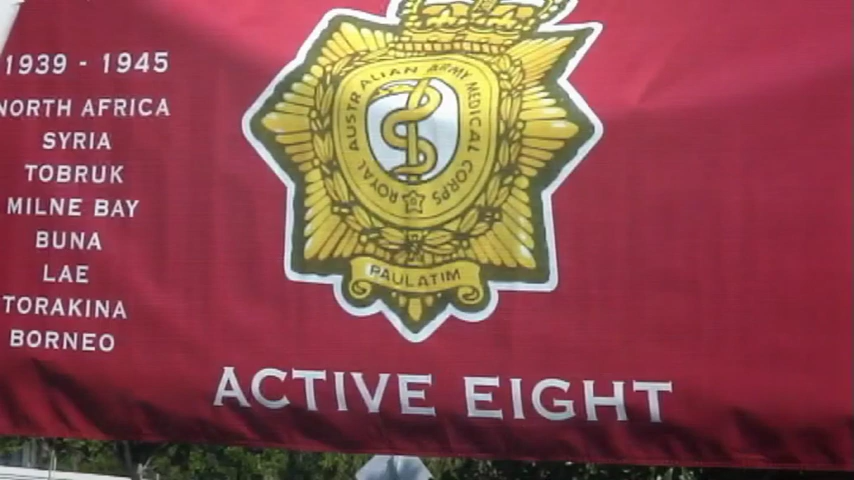 1939 - 1945
NORTH AFRICA
SYRIA
TOBRUK
MILNE BAY
BUNA
LAE
TORAKINA
BORNEO
ROYAL AUSTRALIAN ARMY MEDICAL CORPS
PAULATIM
ACTIVE EIGHT